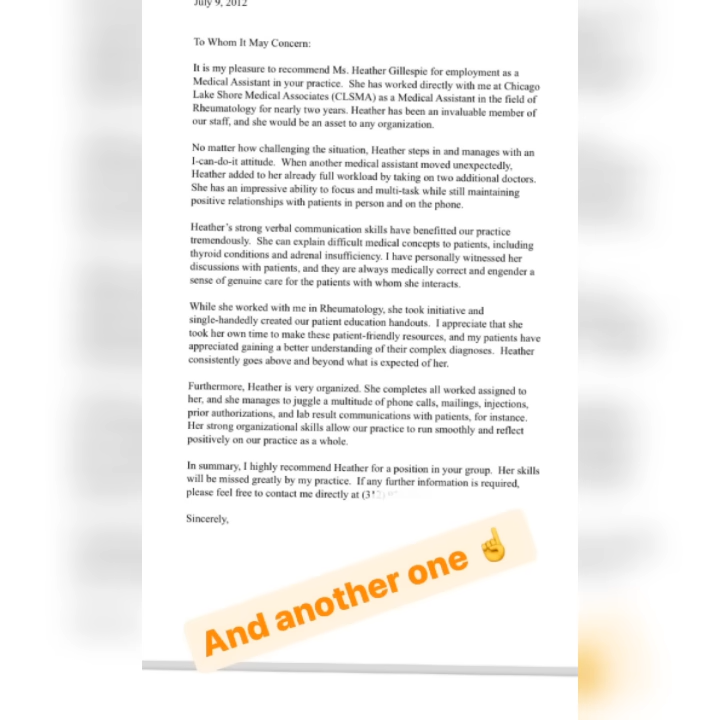 July 9, 2012
To Whom It May Concern:
It is my pleasure to recommend Ms. Heather Gillespie for employment as a
Medical Assistant in your practice. She has worked directly with me at Chicago
Lake Shore Medical Associates (CLSMA) as a Medical Assistant in the field of
Rheumatology for nearly two years. Heather has been an invaluable member of
our staff, and she would be an asset to any organization.
No matter how challenging the situation, Heather steps in and manages with an
I-can-do-it attitude. When another medical assistant moved unexpectedly,
Heather added to her already full workload by taking on two additional doctors.
She has an impressive ability to focus and multi-task while still maintaining
positive relationships with patients in person and on the phone.
Heather's strong verbal communication skills have benefitted our practice
tremendously. She can explain difficult medical concepts to patients, including
thyroid conditions and adrenal insufficiency. I have personally witnessed her
discussions with patients, and they are always medically correct and engender a
sense of genuine care for the patients with whom she interacts.
While she worked with me in Rheumatology, she took initiative and
single-handedly created our patient education handouts. I appreciate that she
took her own time to make these patient-friendly resources, and my patients have
appreciated gaining a better understanding of their complex diagnoses. Heather
consistently goes above and beyond what is expected of her.
Furthermore, Heather is very organized. She completes all worked assigned to
her, and she manages to juggle a multitude of phone calls, mailings, injections,
prior authorizations, and lab result communications with patients, for instance.
Her strong organizational skills allow our practice to run smoothly and reflect
positively on our practice as a whole.
In summary, I highly recommend Heather for a position in your group. Her skills
will be missed greatly by my practice. If any further information is required,
please feel free to contact me directly at
Sincerely,
And another one ☝️